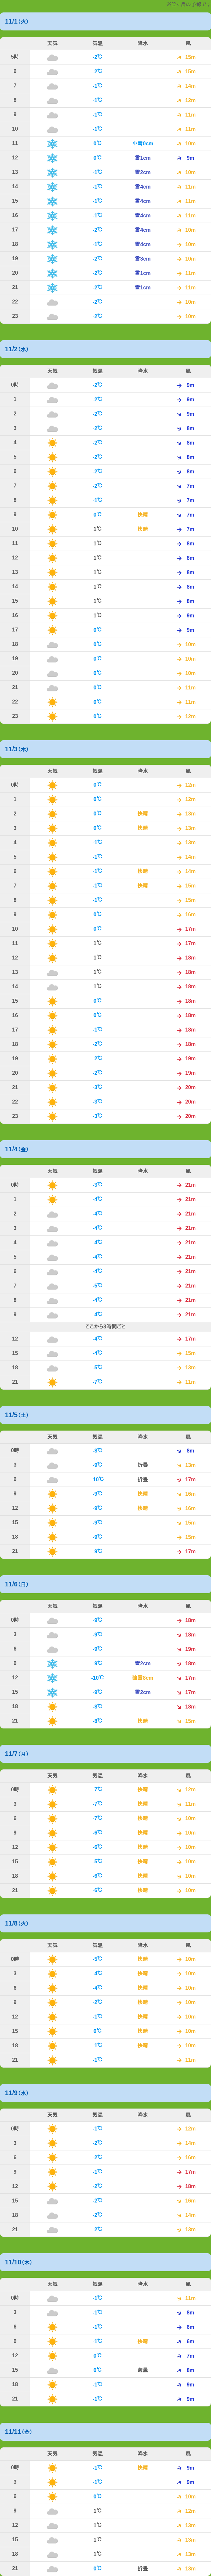 11/1(火)
天気 気温 降水 風
5時 -2℃ 15m
6 -2℃ 15m
7 -1℃ 14m
8 -1℃ 12m
9 -1℃ 11m
10 -1℃ 11m
11 0℃ 小雪0cm 10m
12 0℃ 雪1cm 9m
13 -1℃ 雪2cm 10m
14 -1℃ 雪4cm 11m
15 -1℃ 雪4cm 11m
16 -1℃ 雪4cm 11m
17 -2℃ 雪4cm 10m
18 -1℃ 雪4cm 10m
19 -2℃ 雪3cm 10m
20 -2℃ 雪1cm 11m
21 -2℃ 雪1cm 11m
22 -2℃ 10m
23 -2℃ 10m
11/2(水)
天気 気温 降水 風
0時 -2℃ 9m
1 -2℃ 9m
2 -2℃ 9m
3 -2℃ 8m
4 -2℃ 8m
5 -2℃ 8m
6 -2℃ 8m
7 -2℃ 7m
8 -1℃ 7m
9 0℃ 快晴 7m
10 1℃ 快晴 7m
11 1℃ 8m
12 1℃ 8m
13 1℃ 8m
14 1℃ 8m
15 1℃ 8m
16 1℃ 9m
17 0℃ 9m
18 0℃ 10m
19 0℃ 10m
20 0℃ 10m
21 0℃ 11m
22 0℃ 11m
23 0℃ 12m
11/3(木)
天気 気温 降水 風
0時 0℃ 12m
1 0℃ 12m
2 0℃ 快晴 13m
3 0℃ 快晴 13m
4 -1℃ 13m
5 -1℃ 14m
6 -1℃ 快晴 14m
7 -1℃ 快晴 15m
8 -1℃ 15m
9 0℃ 16m
10 0℃ 17m
11 1℃ 17m
12 1℃ 18m
13 1℃ 18m
14 1℃ 18m
15 0℃ 18m
16 0℃ 18m
17 -1℃ 18m
18 -2℃ 18m
19 -2℃ 19m
20 -2℃ 19m
21 -3℃ 20m
22 -3℃ 20m
23 -3℃ 20m
11/4(金)
天気 気温 降水 風
0時 -3℃ 21m
1 -4℃ 21m
2 -4℃ 21m
3 -4℃ 21m
4 -4℃ 21m
5 -4℃ 21m
6 -4℃ 21m
7 -5℃ 21m
8 -4℃ 21m
9 -4℃ 21m
ここから3時間ごと
12 -4℃ 17m
15 -4℃ 15m
18 -5℃ 13m
21 -7℃ 11m
11/5(土)
天気 気温 降水 風
0時 -8℃ 8m
3 -9℃ 折曇 13m
6 -10℃ 折曇 17m
9 -9℃ 快晴 16m
12 -9℃ 快晴 16m
15 -9℃ 15m
18 -9℃ 15m
21 -9℃ 17m
11/6(日)
天気 気温 降水 風
0時 -9℃ 18m
3 -9℃ 18m
6 -9℃ 19m
9 -9℃ 雪2cm 18m
12 -10℃ 17m
15 -9℃ 雪2cm 17m
18 -8℃ 18m
21 -8℃ 快晴 15m
11/7(月)
天気 気温 降水 風
0時 -7℃ 快晴 12m
3 -7℃ 快晴 11m
6 -7℃ 快晴 10m
9 -6℃ 快晴 10m
12 -6℃ 快晴 10m
15 -5℃ 快晴 10m
18 -6℃ 快晴 10m
21 -6℃ 快晴 10m
11/8(火)
天気 気温 降水 風
0時 -5℃ 快晴 10m
3 -4℃ 快晴 10m
6 -4℃ 快晴 10m
9 -2℃ 快晴 10m
12 -1℃ 快晴 10m
15 0℃ 快晴 10m
18 -1℃ 快晴 10m
21 -1℃ 11m
11/9(水)
天気 気温 降水 風
0時 -1℃ 12m
3 -2℃ 14m
6 -2℃ 16m
9 -1℃ 17m
12 -2℃ 18m
15 -2℃ 16m
18 -2℃ 14m
21 -2℃ 13m
11/10(木)
天気 気温 降水 風
0時 -1℃ 11m
3 -1℃ 8m
6 -1℃ 6m
9 -1℃ 快晴 6m
12 0℃ 7m
15 0℃ 薄曇 8m
18 -1℃ 9m
21 -1℃ 9m
11/11(金)
天気 気温 降水 風
0時 -1℃ 快晴 9m
3 -1℃ 9m
6 0℃ 10m
9 1℃ 12m
12 1℃ 13m
15 1℃ 13m
18 1℃ 13m
21 0℃ 折曇 13m